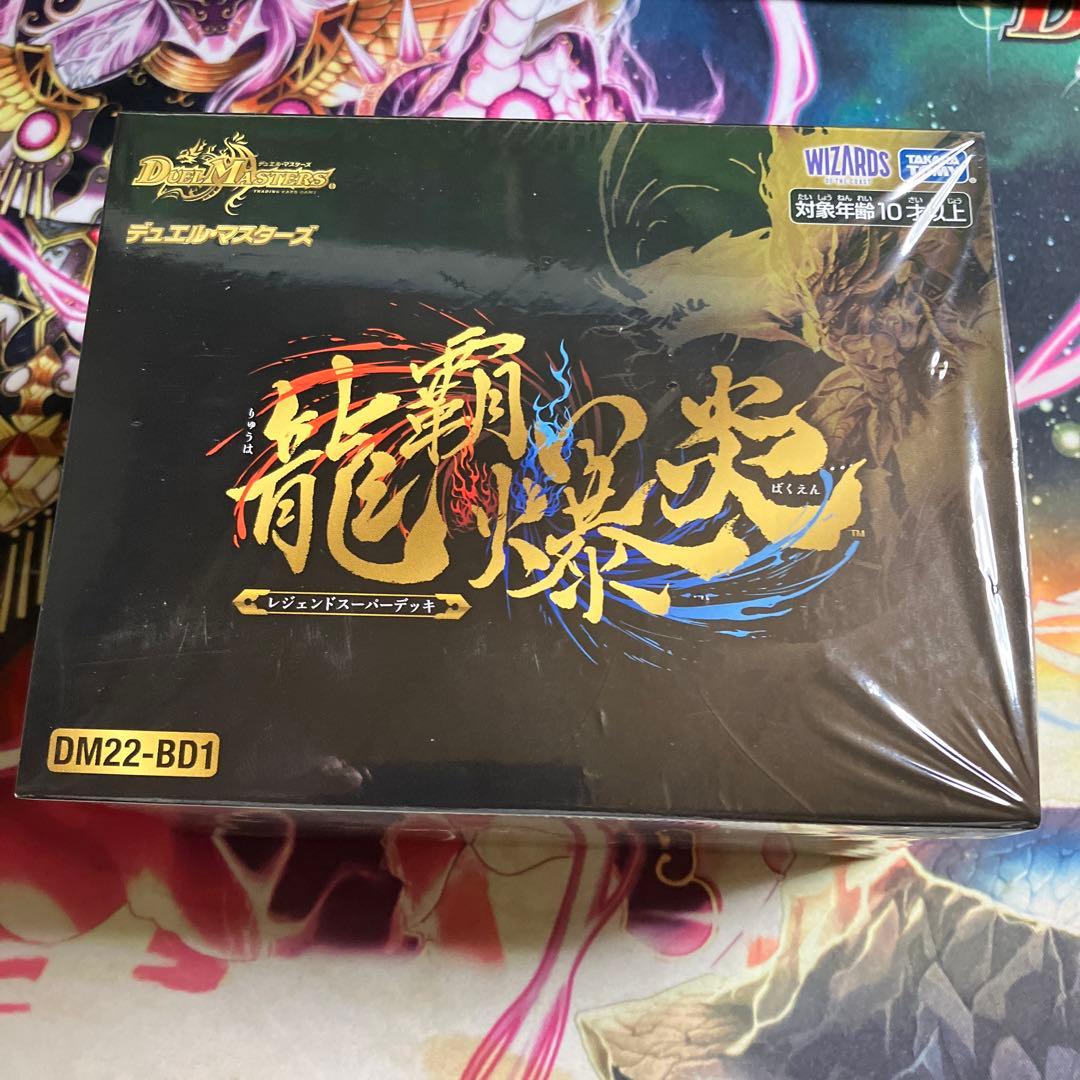 デュエル・マスターズ
DUEL MASTERS®
TRADING CARD GAME
デュエル・マスターズ
WIZARDS
OF THE COAST
TAKARA
TOMY
たいしょうねんれい さい いじょう
対象年齢10才以上
りゅうは
龍覇
爆炎
ばくえん
TM
レジェンドスーパーデッキ
DM22-BD1
D